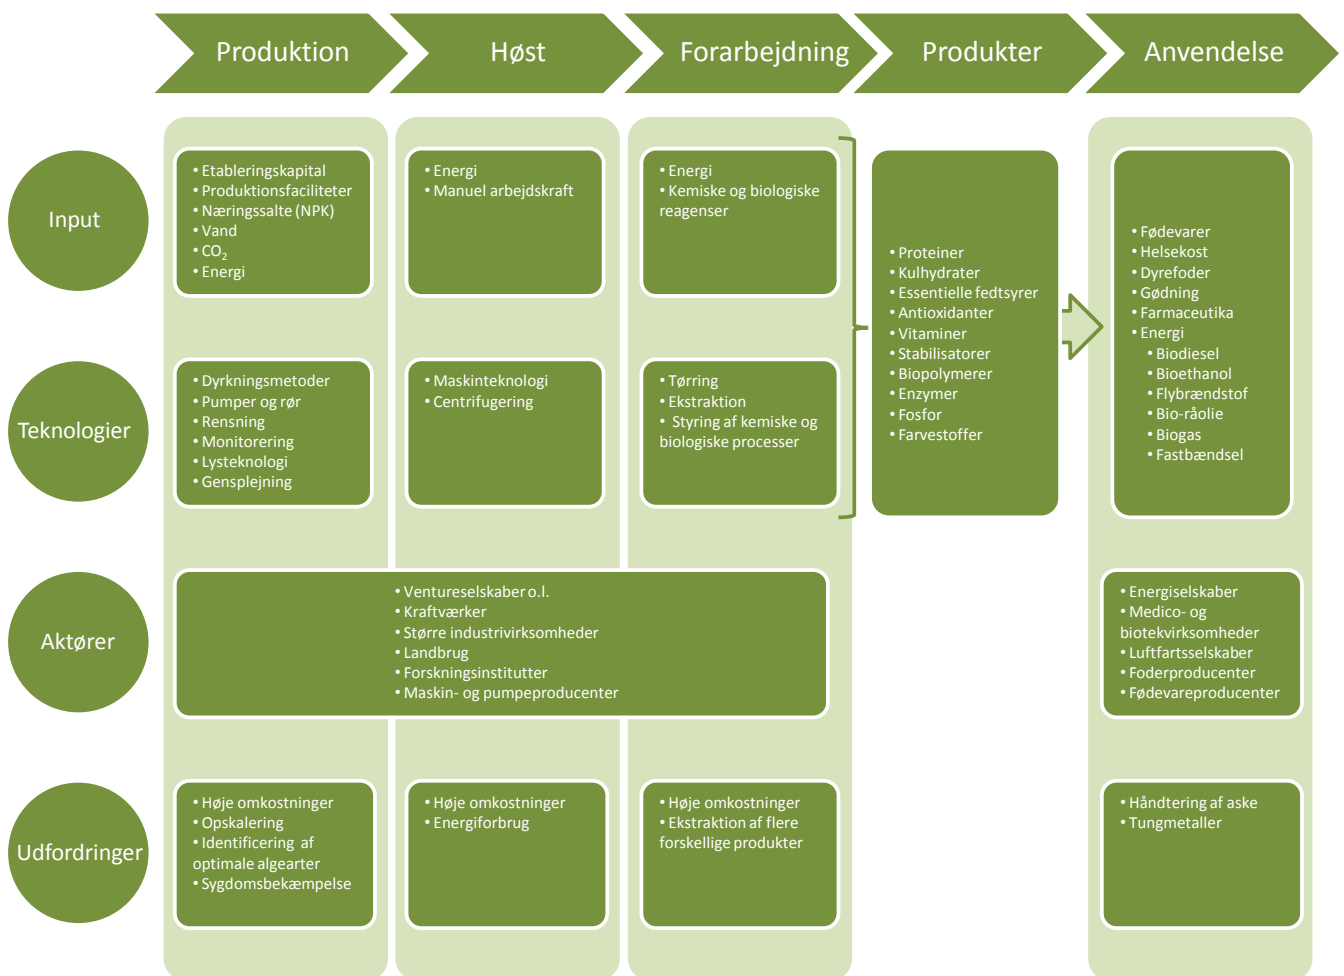 Produktion
Høst
Forarbejdning
Produkter
Anvendelse
Input
• Etableringskapital
• Produktionsfaciliteter
• Næringssalte (NPK)
• Vand
• CO₂
• Energi
• Energi
• Manuel arbejdskraft
• Energi
• Kemiske og biologiske
reagenser
• Proteiner
• Kulhydrater
• Essentielle fedtsyrer
• Antioxidanter
• Vitaminer
• Stabilisatorer
• Biopolymerer
• Enzymer
• Fosfor
• Farvestoffer
• Fødevarer
• Helsekost
• Dyrefoder
• Gødning
• Farmaceutika
• Energi
• Biodiesel
• Bioethanol
• Flybrændstof
• Bio-råolie
• Biogas
• Fastbændsel
Teknologier
• Dyrkningsmetoder
• Pumper og rør
• Rensning
• Monitorering
• Lysteknologi
• Gensplejning
• Maskinteknologi
• Centrifugering
• Tørring
• Ekstraktion
• Styring af kemiske og
biologiske processer
Aktører
• Ventureselskaber o.l.
• Kraftværker
• Større industrivirksomheder
• Landbrug
• Forskningsinstitutter
• Maskin- og pumpeproducenter
• Energiselskaber
• Medico- og
biotekvirksomheder
• Luftfartsselskaber
• Foderproducenter
• Fødevareproducenter
Udfordringer
• Høje omkostninger
• Opskalering
• Identificering af
optimale algearter
• Sygdomsbekæmpelse
• Høje omkostninger
• Energiforbrug
• Høje omkostninger
• Ekstraktion af flere
forskellige produkter
• Håndtering af aske
• Tungmetaller